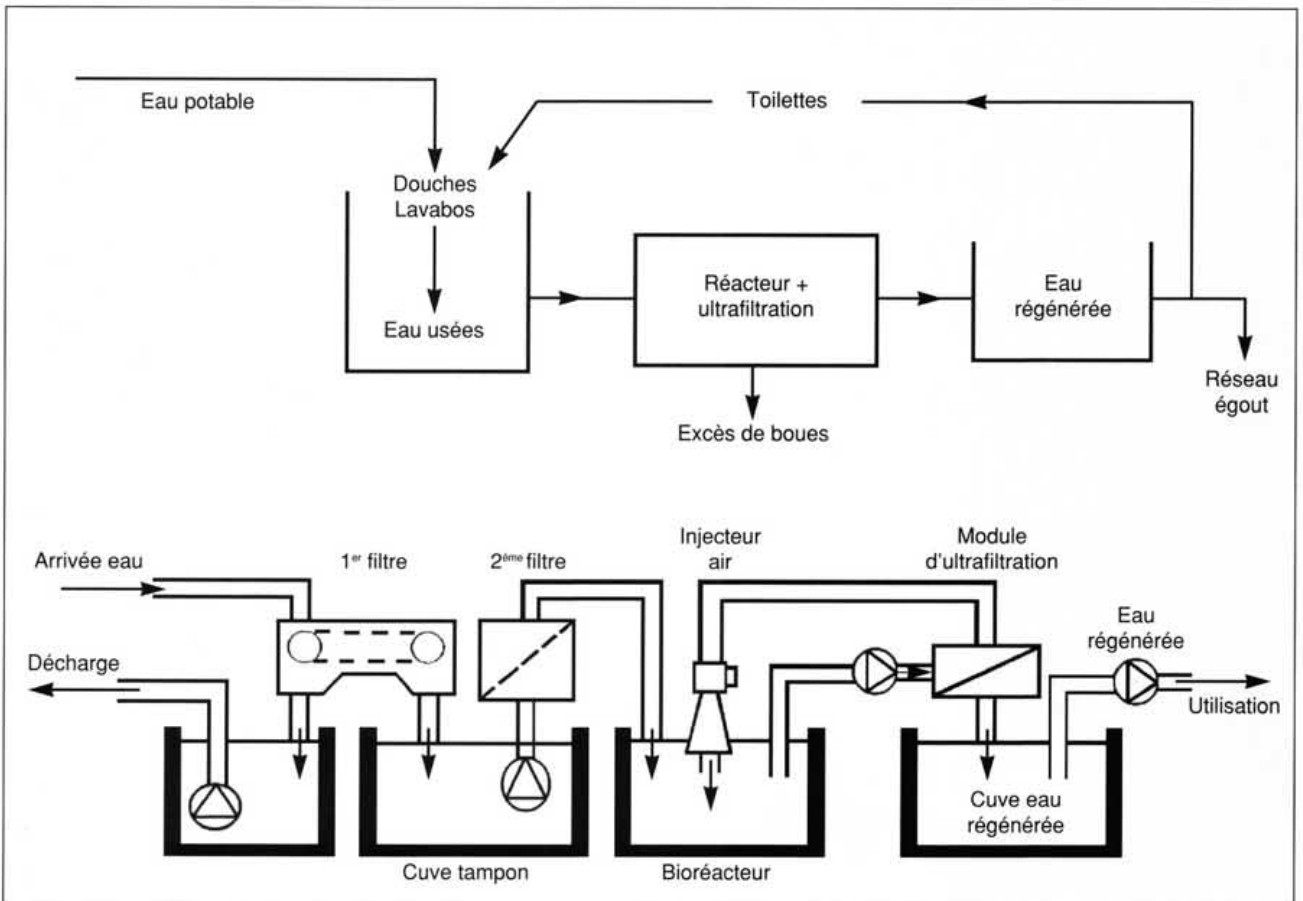 Eau potable
Toilettes
Douches
Lavabos
Eau usées
Réacteur +
ultrafiltration
Eau
régénérée
Réseau
égout
Excès de boues
Arrivée eau
1er filtre
2ème filtre
Injecteur
air
Module
d'ultrafiltration
Eau
régénérée
Décharge
Utilisation
Cuve eau
régénérée
Cuve tampon
Bioréacteur